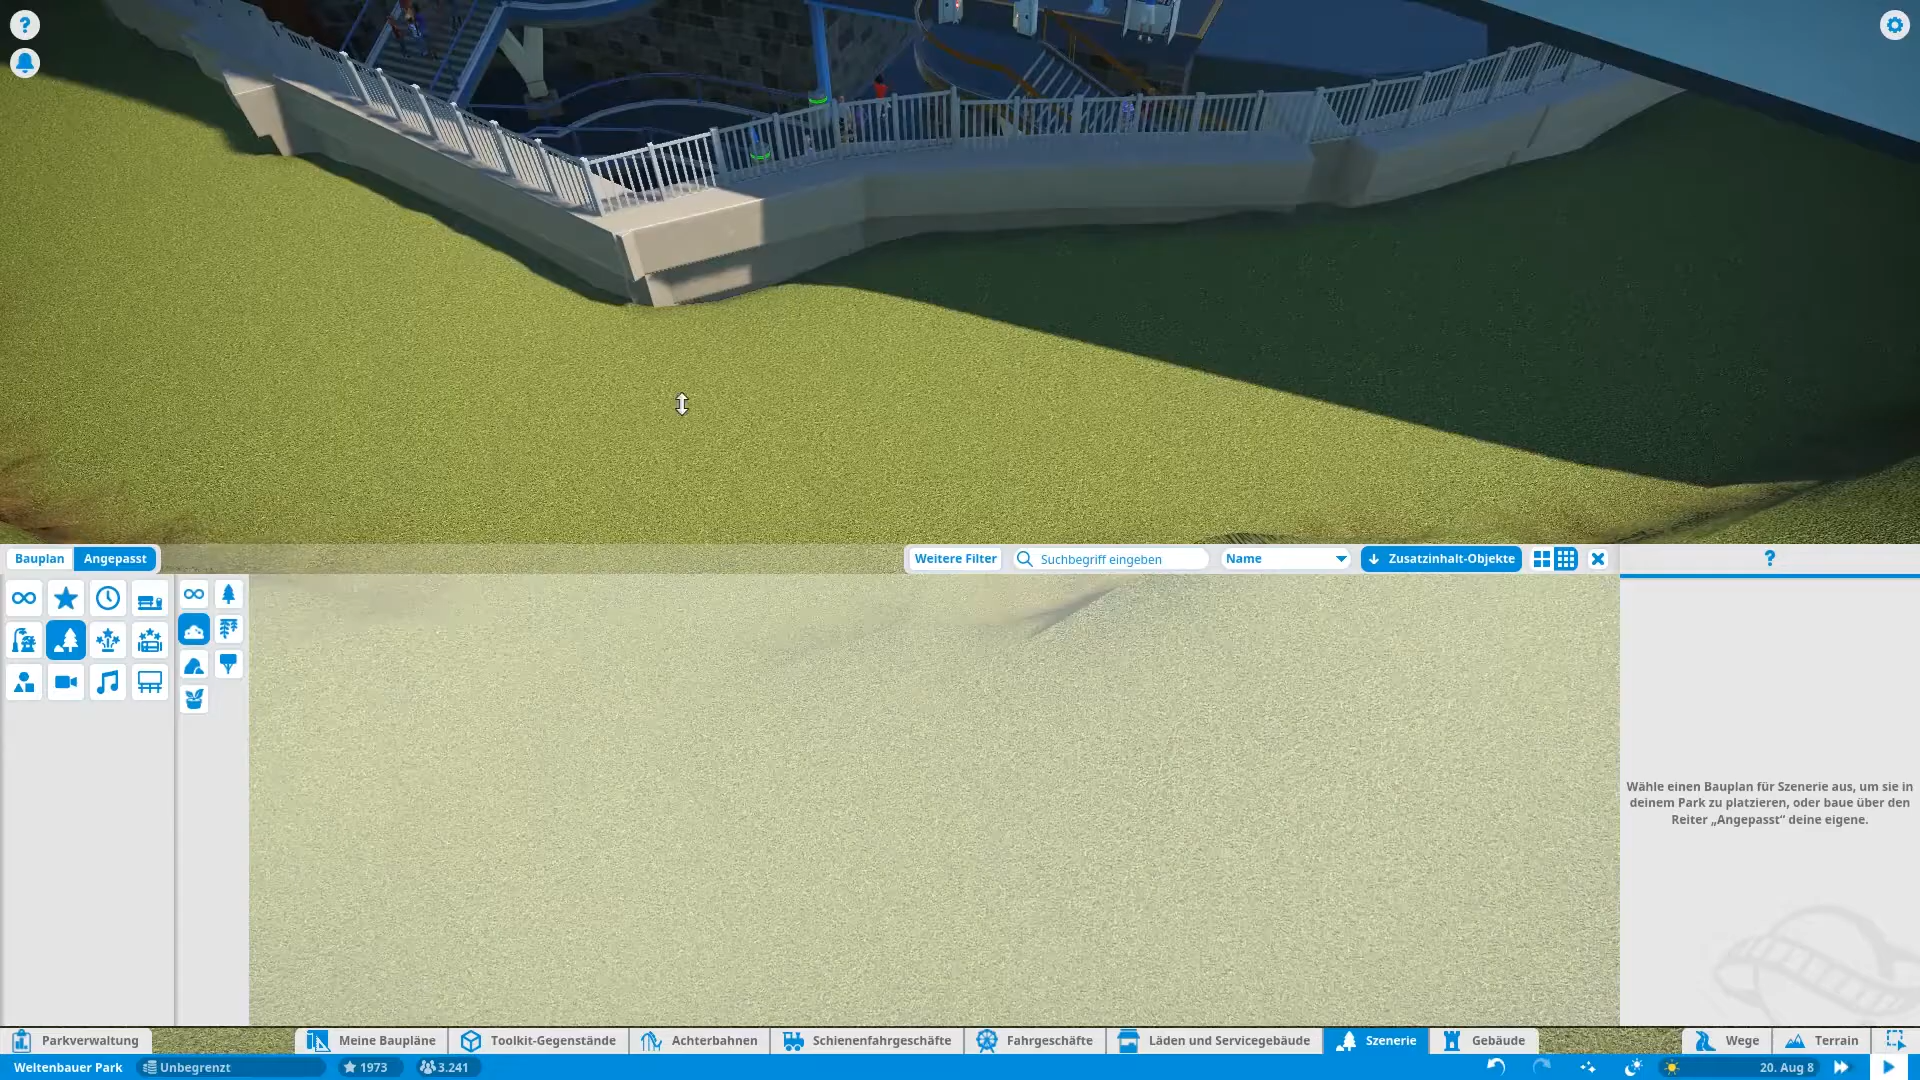 ?
Bauplan
Angepasst
Weitere Filter
Suchbegriff eingeben
Name
Zusatzinhalt-Objekte
?
Wähle einen Bauplan für Szenerie aus, um sie in
deinem Park zu platzieren, oder baue über den
Reiter „Angepasst“ deine eigene.
Parkverwaltung
Meine Baupläne
Toolkit-Gegenstände
Achterbahnen
Schienenfahrgeschäfte
Fahrgeschäfte
Läden und Servicegebäude
Szenerie
Gebäude
Wege
Terrain
Weltenbauer Park
Unbegrenzt
1973
3.241
20. Aug 8